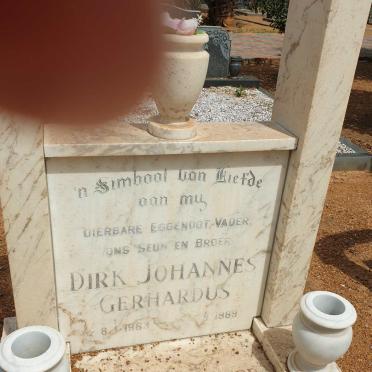 'n Simbool van Liefde
aan my
DIERBARE EGGENOOT-VADER,
ONS SEUN EN BROER
DIRK JOHANNES
GERHARDUS
1989